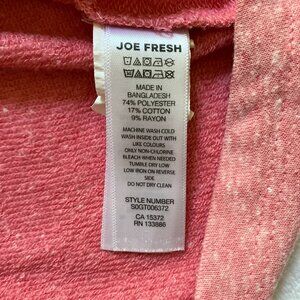 JOE FRESH
MADE IN
BANGLADESH
74% POLYESTER
17% COTTON
9% RAYON
MACHINE WASH COLD
WASH INSIDE OUT WITH
LIKE COLOURS
ONLY NON-CHLORINE
BLEACH WHEN NEEDED
TUMBLE DRY LOW
LOW IRON ON REVERSE
SIDE
DO NOT DRY CLEAN
STYLE NUMBER
S0GT006372
CA 15372
RN 133886